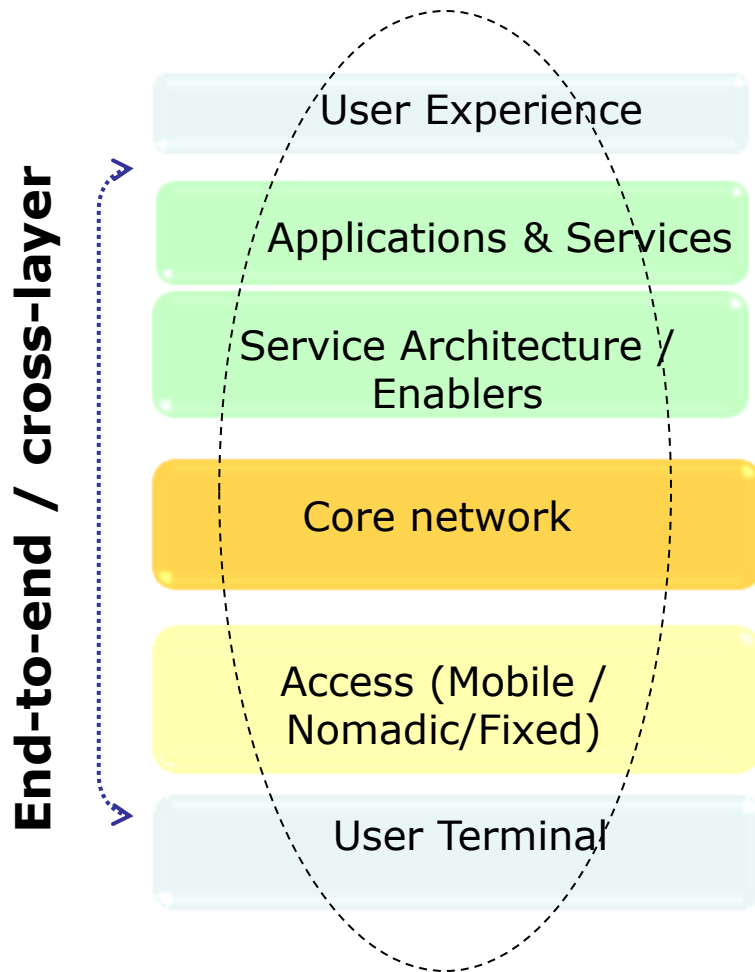 End-to-end / cross-layer
User Experience
Applications & Services
Service Architecture /
Enablers
Core network
Access (Mobile /
Nomadic/Fixed)
User Terminal